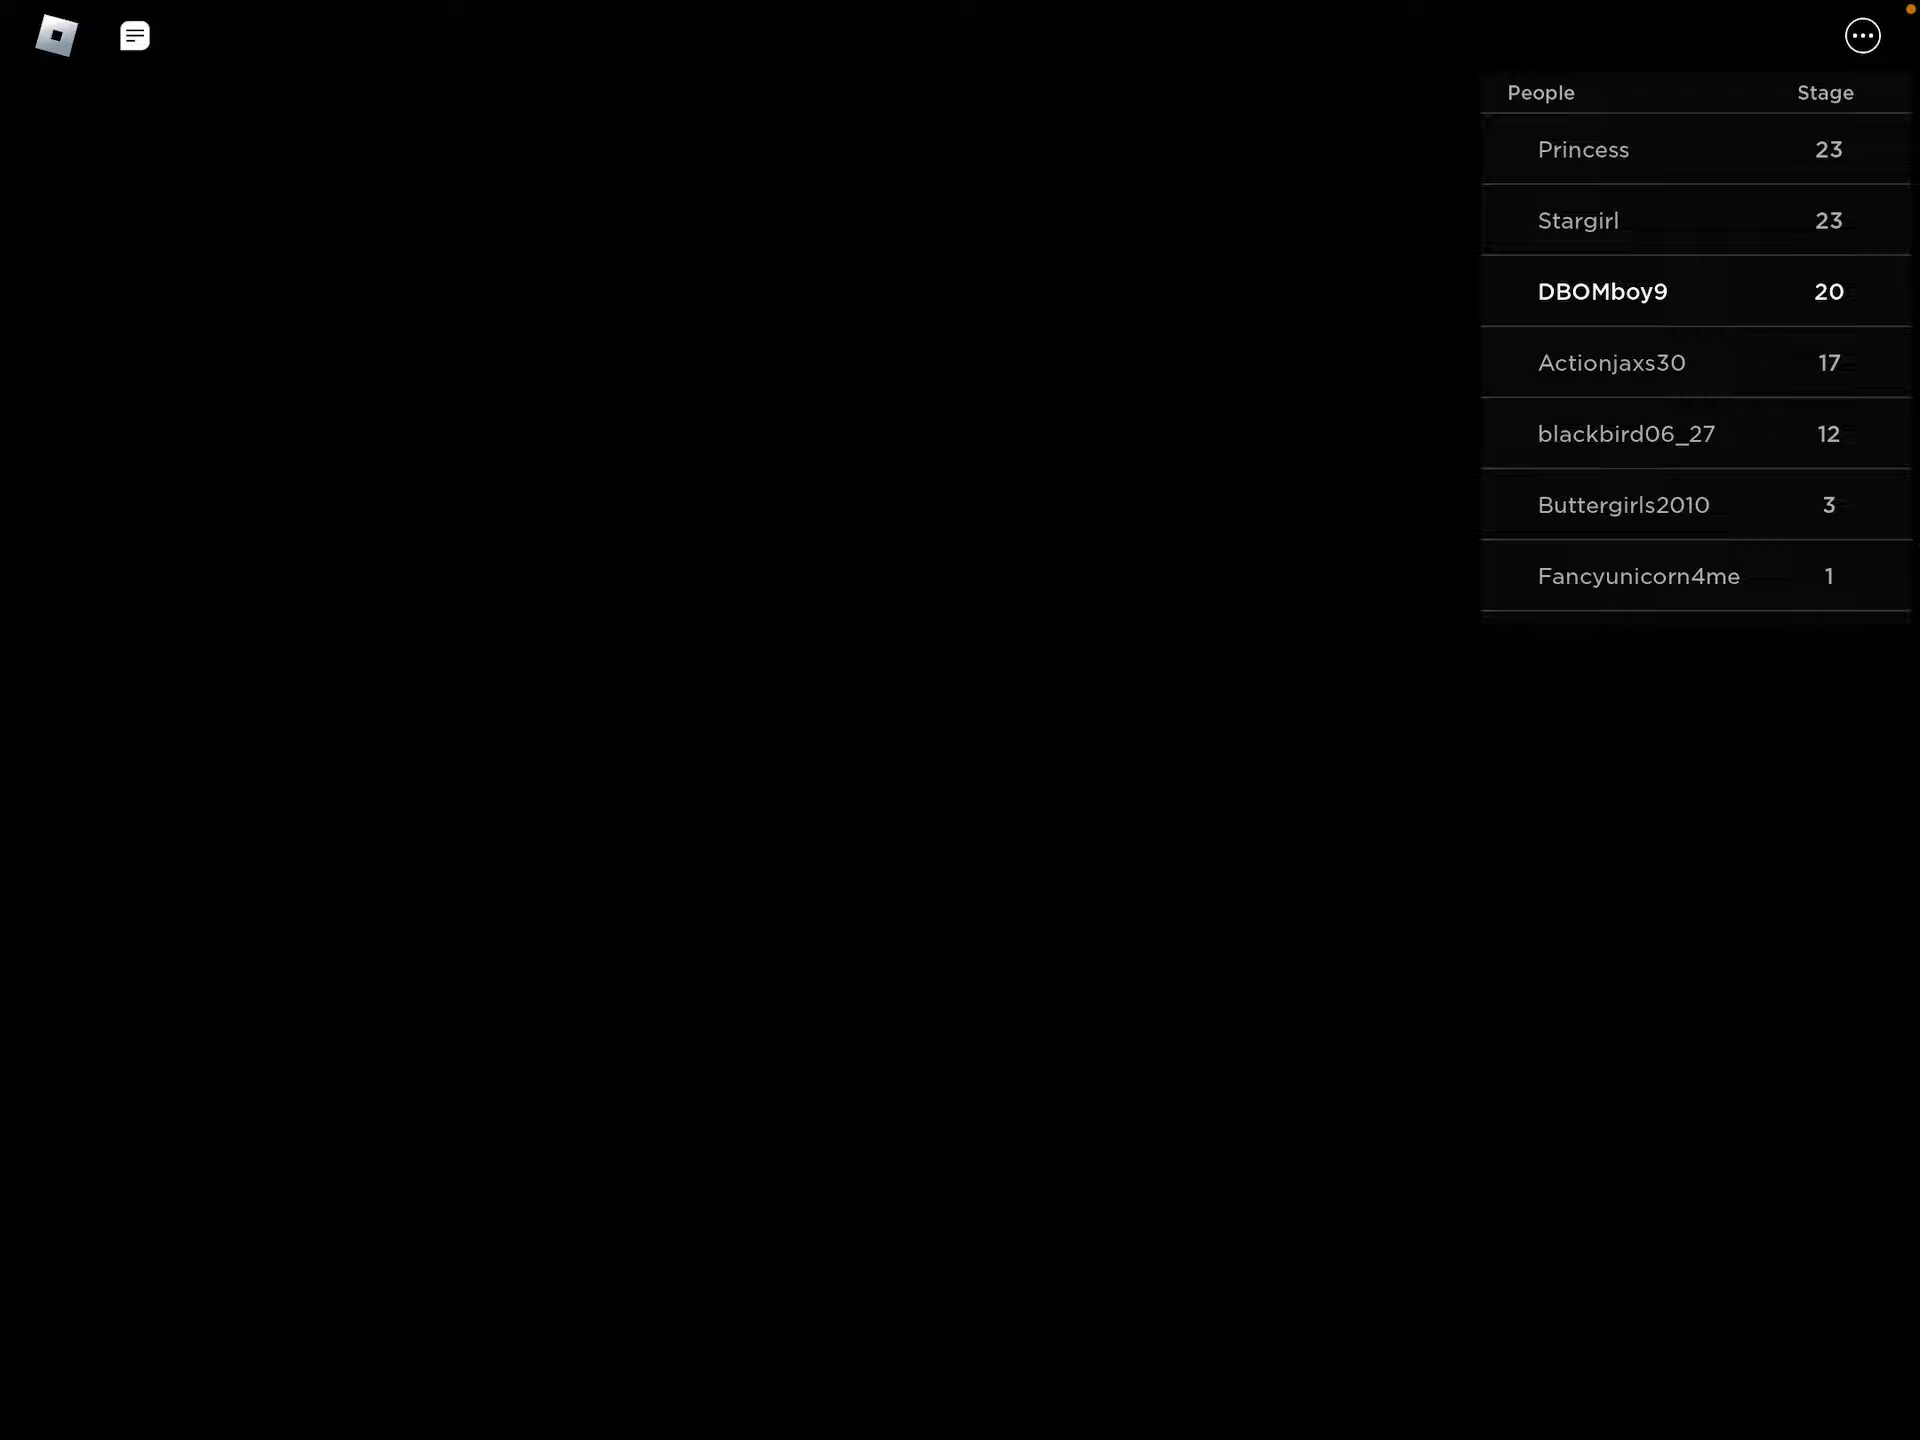 People Stage
Princess 23
Stargirl 23
DBOMboy9 20
Actionjaxs30 17
blackbird06_27 12
Buttergirls2010 3
Fancyunicorn4me 1